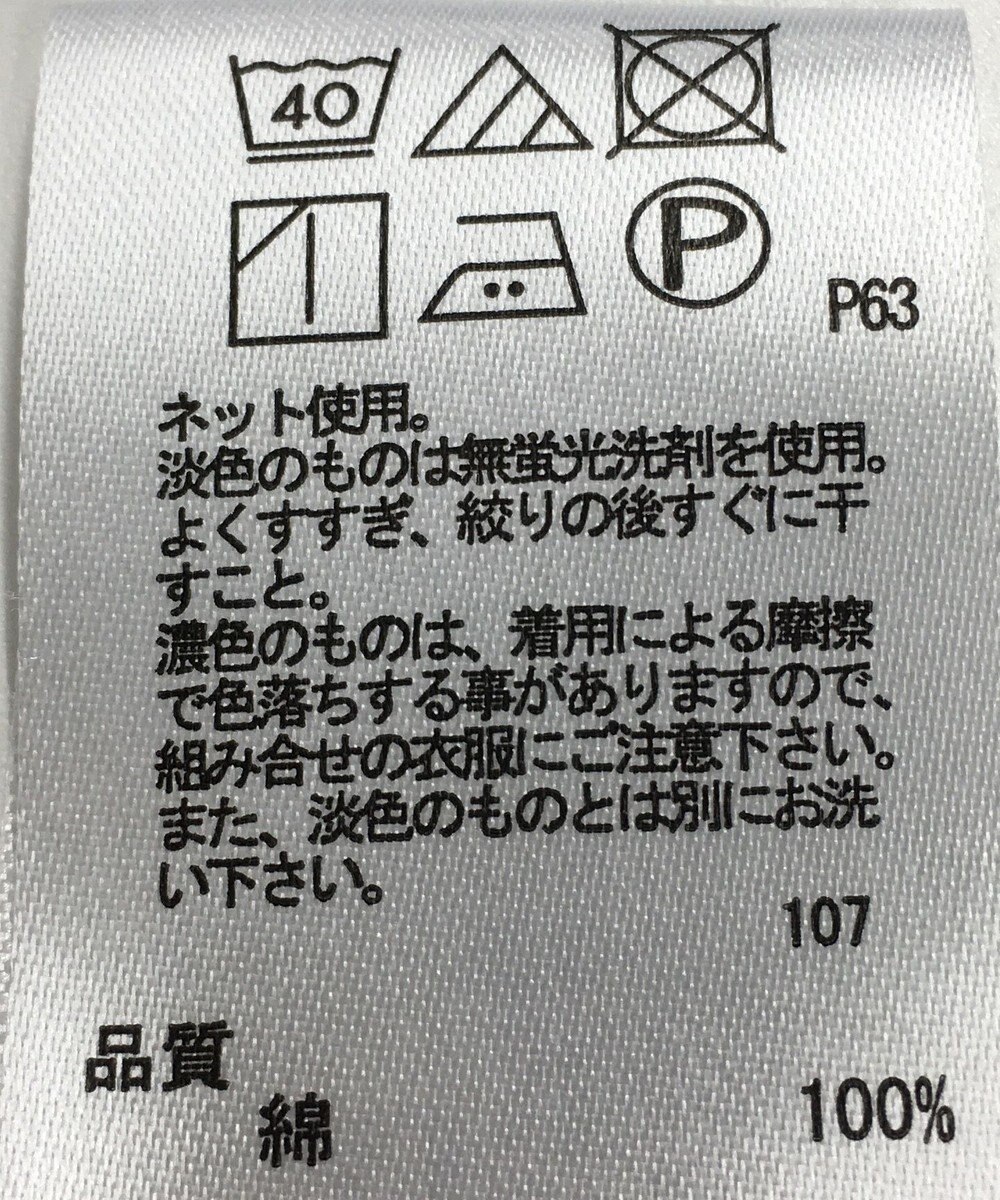 40
P
P63
ネット使用。
淡色のものは無蛍光洗剤を使用。
よくすすぎ、絞りの後すぐに干
すこと。
濃色のものは、着用による摩擦
で色落ちする事がありますので、
組み合せの衣服にご注意下さい。
また、淡色のものとは別にお洗
い下さい。
107
品質
綿 100%